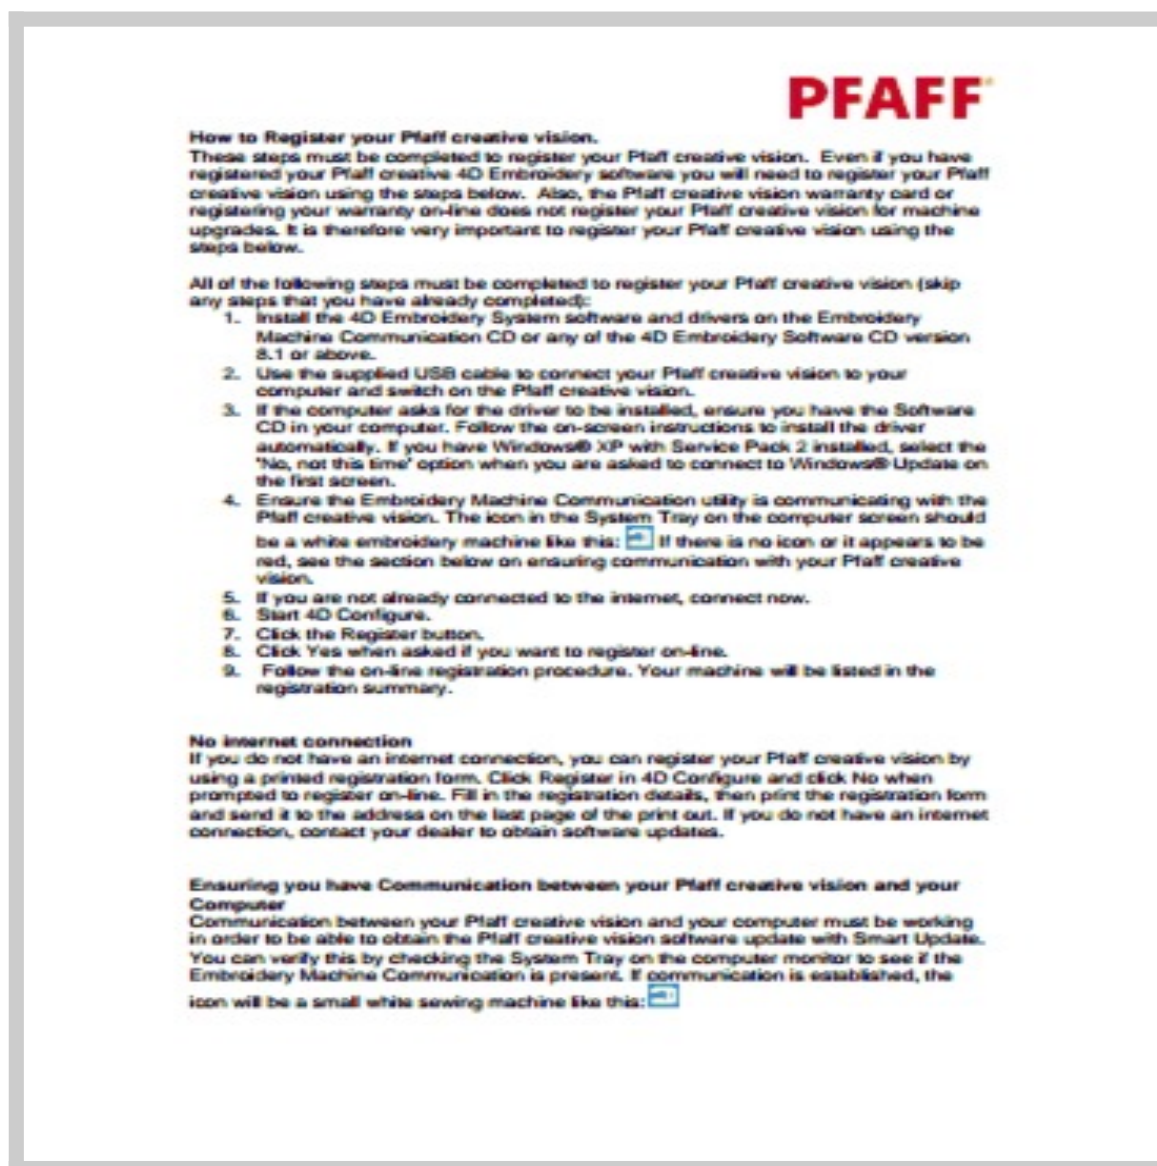 PFAFF
How to Register your Pfaff creative vision.
These steps must be completed to register your Pfaff creative vision. Even if you have
registered your Pfaff creative 4D Embroidery software you will need to register your Pfaff
creative vision using the steps below. Also, the Pfaff creative vision warranty card or
registering your warranty on-line does not register your Pfaff creative vision for machine
upgrades. It is therefore very important to register your Pfaff creative vision using the
steps below.
All of the following steps must be completed to register your Pfaff creative vision (skip
any steps that you have already completed):
1. Install the 4D Embroidery System software and drivers on the Embroidery
Machine Communication CD or any of the 4D Embroidery Software CD version
8.1 or above.
2. Use the supplied USB cable to connect your Pfaff creative vision to your
computer and switch on the Pfaff creative vision.
3. If the computer asks for the driver to be installed, ensure you have the Software
CD in your computer. Follow the on-screen instructions to install the driver
automatically. If you have Windows® XP with Service Pack 2 installed, select the
'No, not this time' option when you are asked to connect to Windows® Update on
the first screen.
4. Ensure the Embroidery Machine Communication utility is communicating with the
Pfaff creative vision. The icon in the System Tray on the computer screen should
be a white embroidery machine like this: If there is no icon or it appears to be
red, see the section below on ensuring communication with your Pfaff creative
vision.
5. If you are not already connected to the internet, connect now.
6. Start 4D Configure.
7. Click the Register button.
8. Click Yes when asked if you want to register on-line.
9. Follow the on-line registration procedure. Your machine will be listed in the
registration summary.
No internet connection
If you do not have an internet connection, you can register your Pfaff creative vision by
using a printed registration form. Click Register in 4D Configure and click No when
prompted to register on-line. Fill in the registration details, then print the registration form
and send it to the address on the last page of the print out. If you do not have an internet
connection, contact your dealer to obtain software updates.
Ensuring you have Communication between your Pfaff creative vision and your
Computer
Communication between your Pfaff creative vision and your computer must be working
in order to be able to obtain the Pfaff creative vision software update with Smart Update.
You can verify this by checking the System Tray on the computer monitor to see if the
Embroidery Machine Communication is present. If communication is established, the
icon will be a small white sewing machine like this: